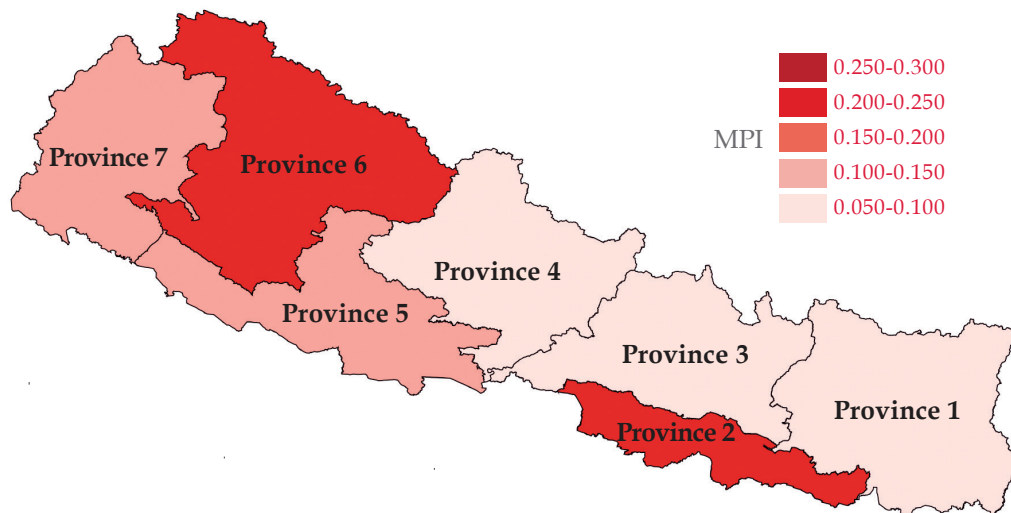 0.250-0.300
0.200-0.250
MPI
0.150-0.200
0.100-0.150
0.050-0.100
Province 7
Province 6
Province 4
Province 5
Province 3
Province 1
Province 2